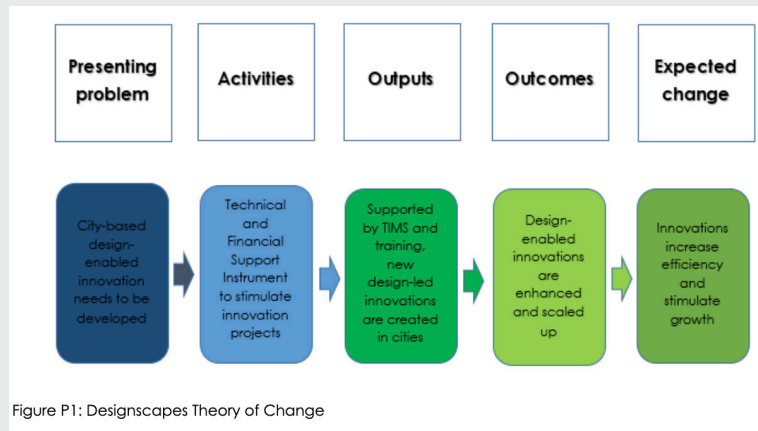 Presenting
problem
Activities
Outputs
Outcomes
Expected
change
City-based
design-
enabled
innovation
needs to be
developed
Technical
and
Financial
Support
Instrument
to stimulate
innovation
projects
Supported
by TIMS and
training,
new
design-led
innovations
are created
in cities
Design-
enabled
innovations
are
enhanced
and scaled
up
Innovations
increase
efficiency
and
stimulate
growth
Figure P1: Designscapes Theory of Change